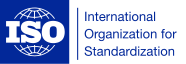 ISO
International
Organization for
Standardization